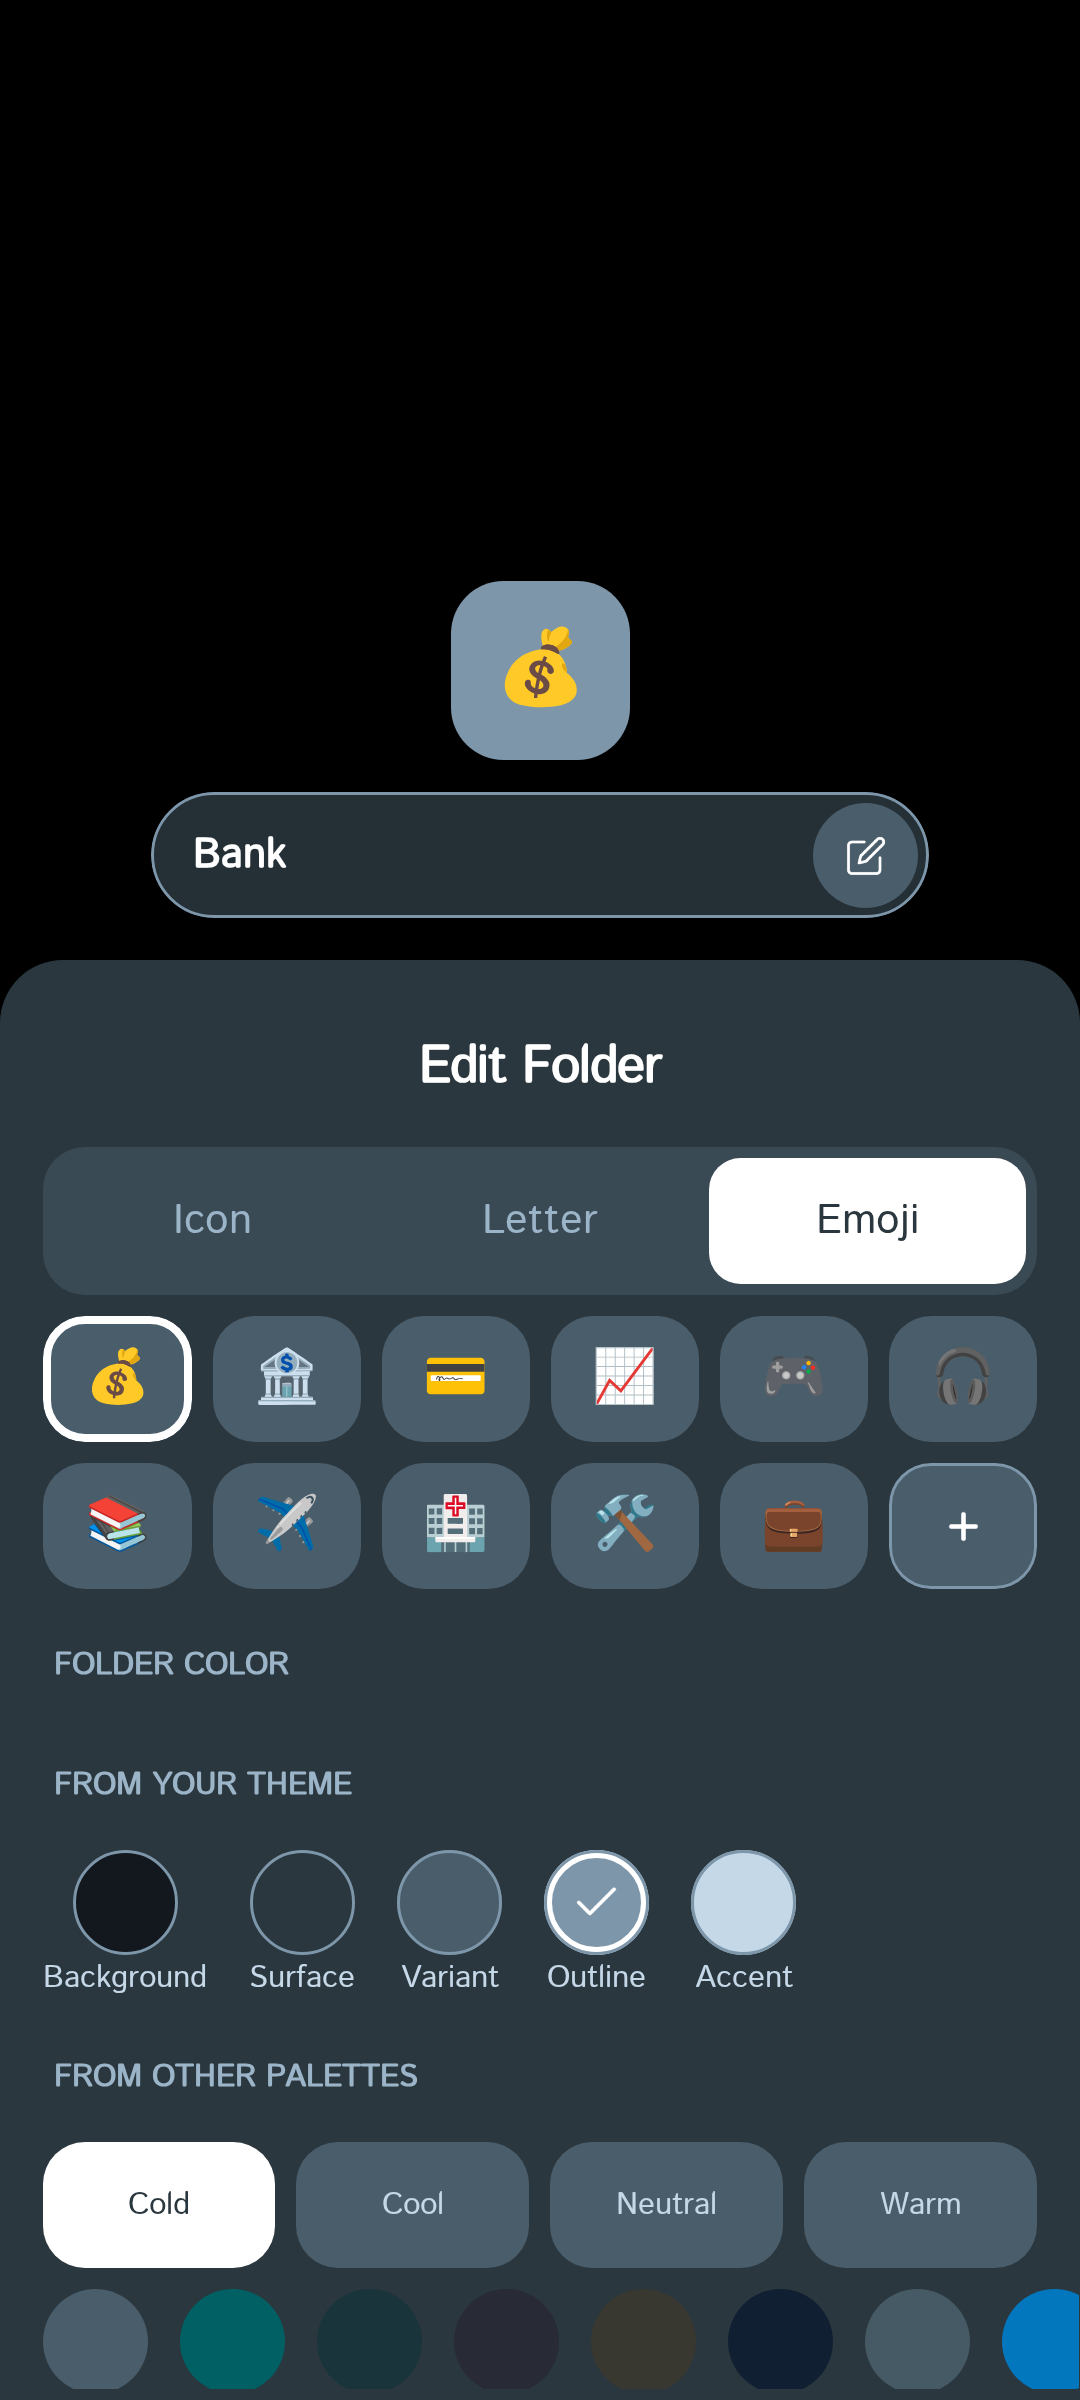 Bank
Edit Folder
Icon Letter Emoji
FOLDER COLOR
FROM YOUR THEME
Background Surface Variant Outline Accent
FROM OTHER PALETTES
Cold Cool Neutral Warm